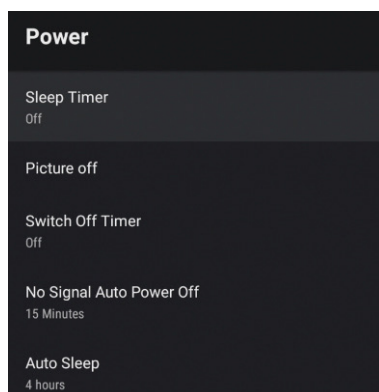 Power
Sleep Timer
Off
Picture off
Switch Off Timer
Off
No Signal Auto Power Off
15 Minutes
Auto Sleep
4 hours